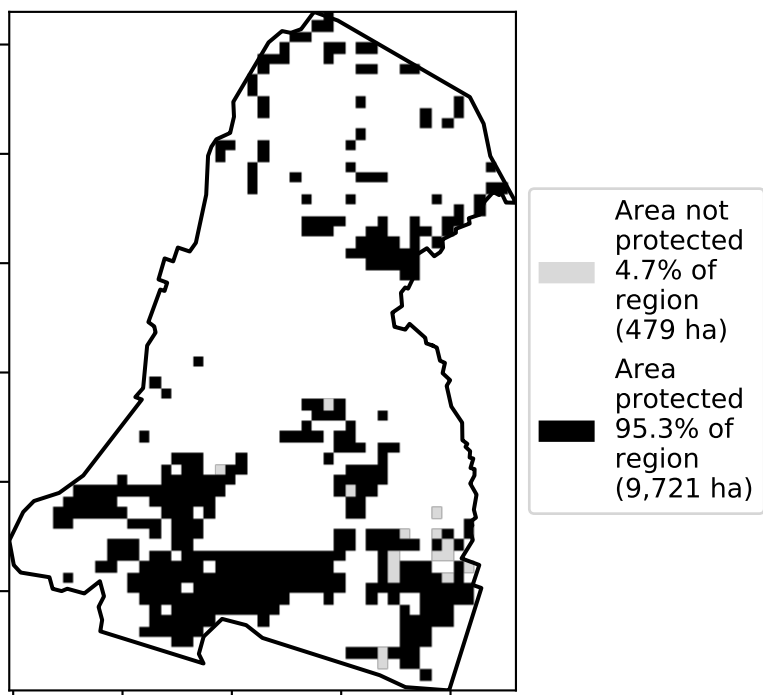 Area not
protected
4.7% of
region
(479 ha)
Area
protected
95.3% of
region
(9,721 ha)